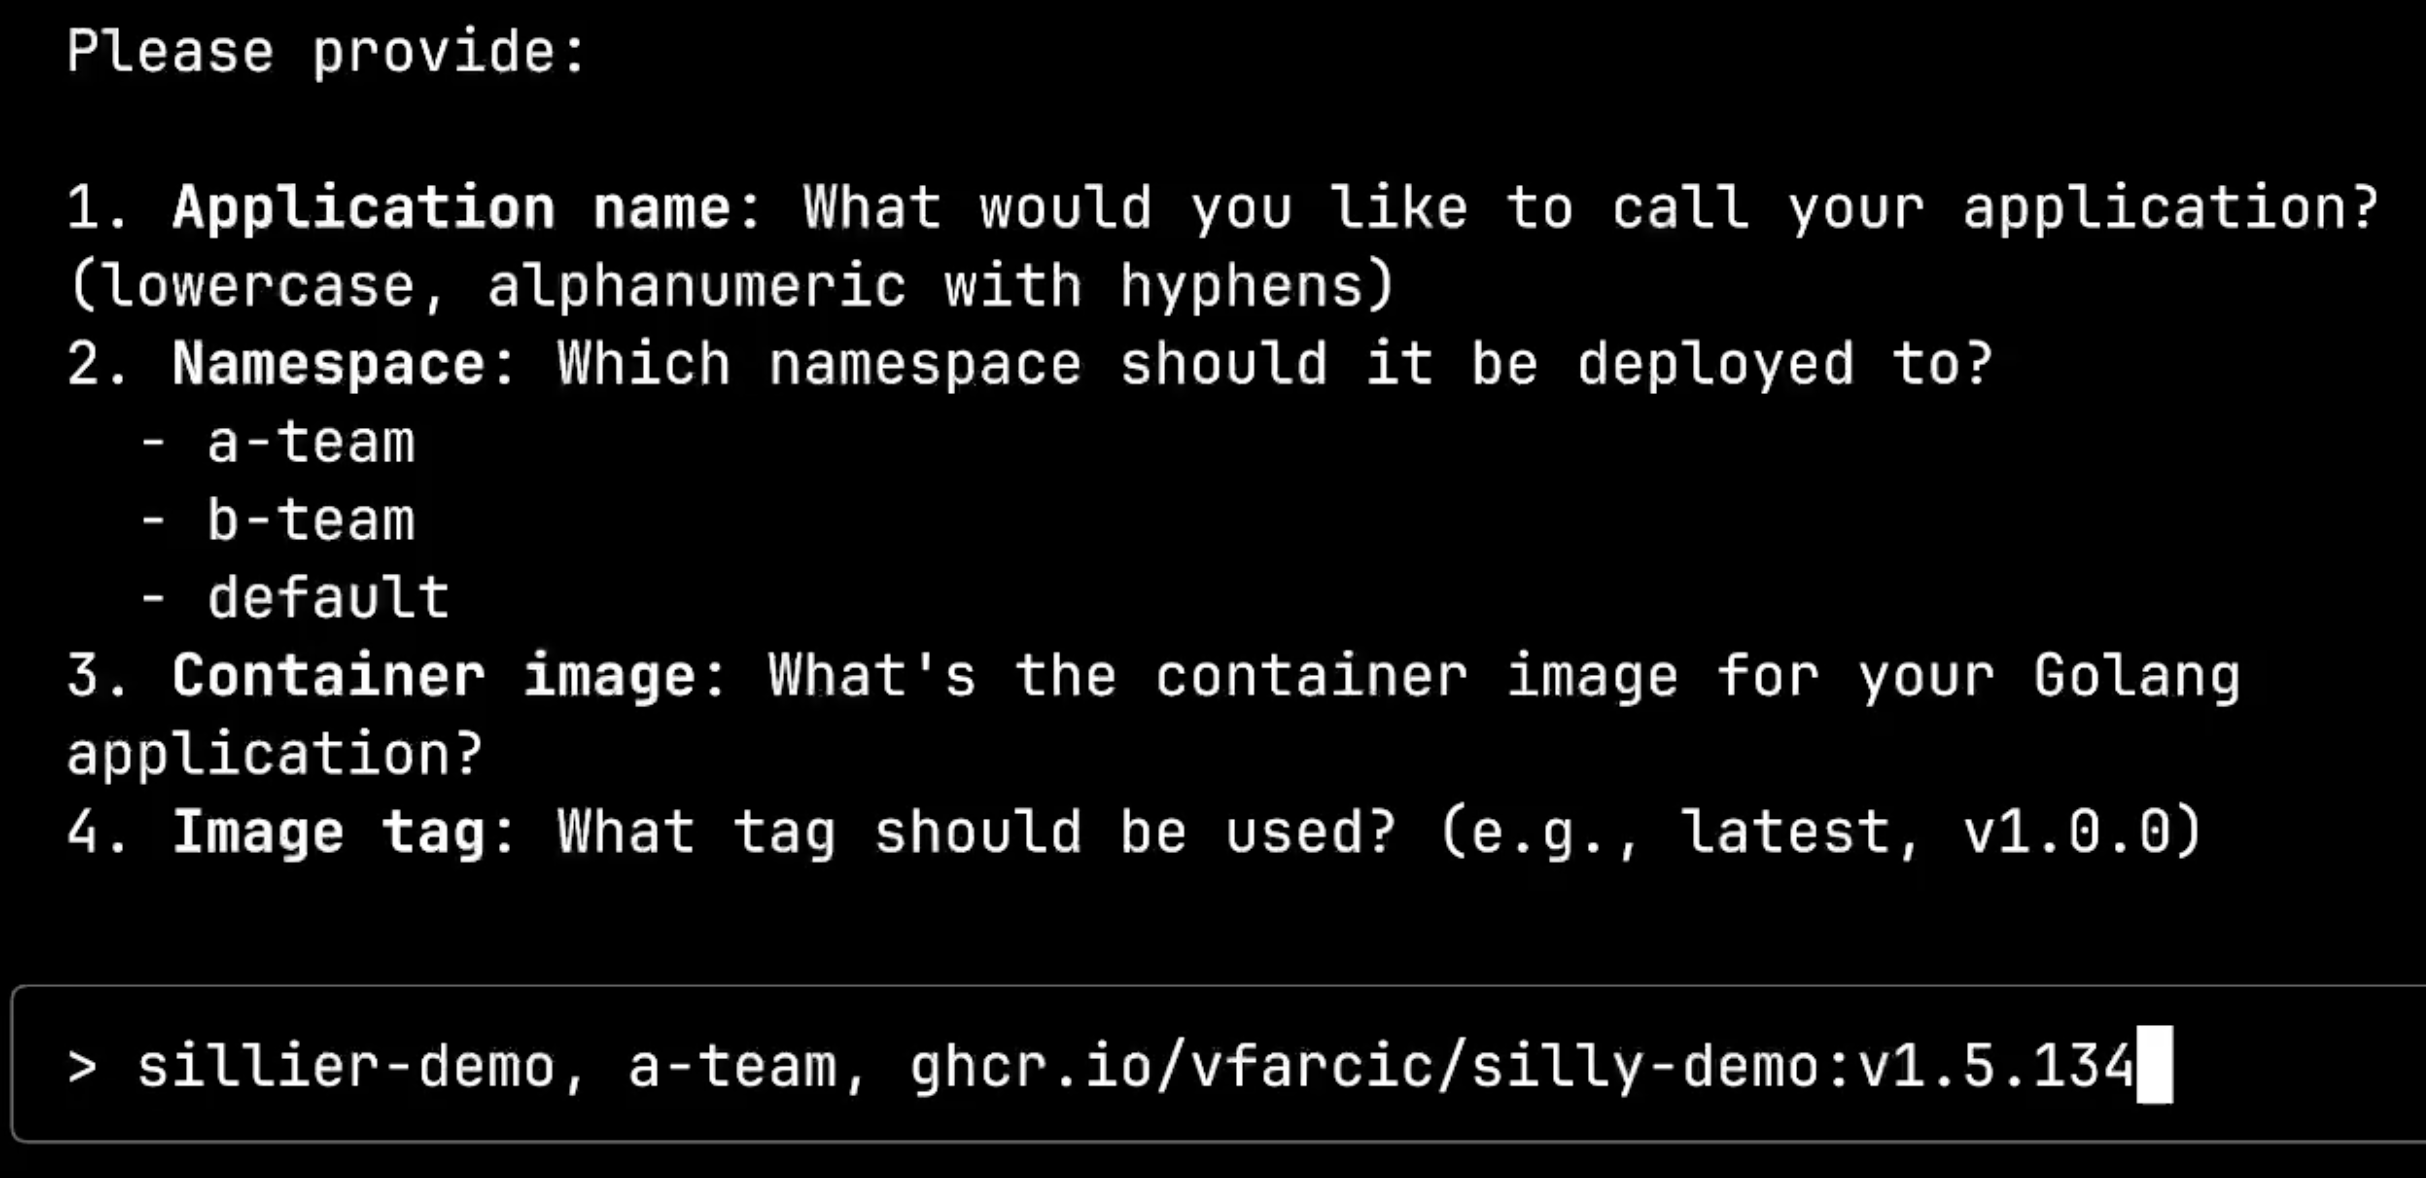 Please provide:
1. Application name: What would you like to call your application?
(lowercase, alphanumeric with hyphens)
2. Namespace: Which namespace should it be deployed to?
- a-team
- b-team
- default
3. Container image: What's the container image for your Golang
application?
4. Image tag: What tag should be used? (e.g., latest, v1.0.0)
> sillier-demo, a-team, ghcr.io/vfarcic/silly-demo:v1.5.134